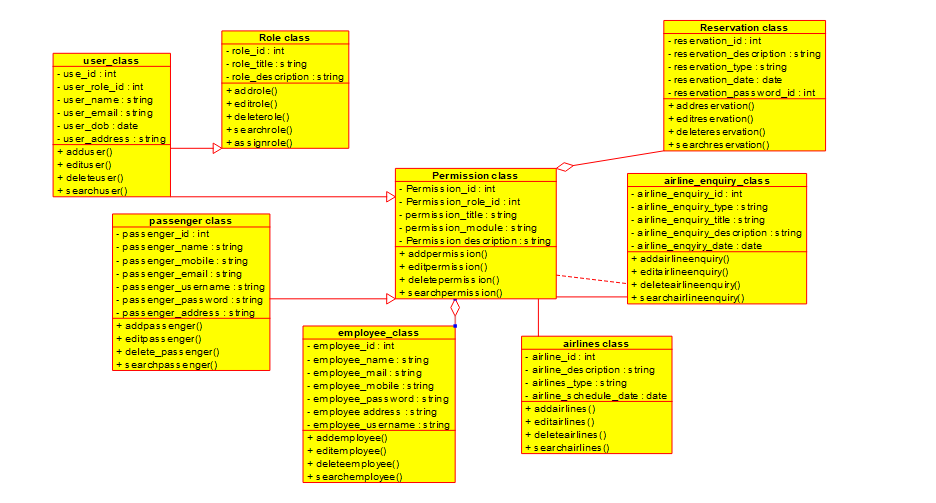 Role class
- role_id : int
- role_title : string
- role_description : string
+ addrole()
+ editrole()
+ deleterole()
+ searchrole()
+ assignrole()
Reservation class
- reservation_id : int
- reservation_description : string
- reservation_type : string
- reservation_date : date
- reservation_password_id : int
+ addreservation()
+ editreservation()
+ deletereservation()
+ searchreservation()
user_class
- use_id : int
- user_role_id : int
- user_name : string
- user_email : string
- user_dob : date
- user_address : string
+ adduser()
+ edituser()
+ deleteuser()
+ searchuser()
Permission class
- Permission_id : int
- Permission_role_id : int
- permission_title : string
- permission_module : string
- Permission description : string
+ addpermission()
+ editpermission()
+ deletepermission()
+ searchpermission()
airline_enquiry_class
- airline_enquiry_id : int
- airline_enquiry_type : string
- airline_enquiry_title : string
- airline_enquiry_description : string
- airline_enqyiry_date : date
+ addairlineenquiry()
+ editairlineenquiry()
+ deleteairlineenquiry()
+ searchairlineenquiry()
passenger class
- passenger_id : int
- passenger_name : string
- passenger_mobile : string
- passenger_email : string
- passenger_username : string
- passenger_password : string
- passenger_address : string
+ addpassenger()
+ editpassenger()
+ delete_passenger()
+ searchpassenger()
employee_class
- employee_id : int
- employee_name : string
- employee_mail : string
- employee_mobile : string
- employee_password : string
- employee address : string
- employee_username : string
+ addemployee()
+ editemployee()
+ deleteemployee()
+ searchemployee()
airlines class
- airline_id : int
- airline_description : string
- airlines_type : string
- airline_schedule_date : date
+ addairlines()
+ editairlines()
+ deleteairlines()
+ searchairlines()